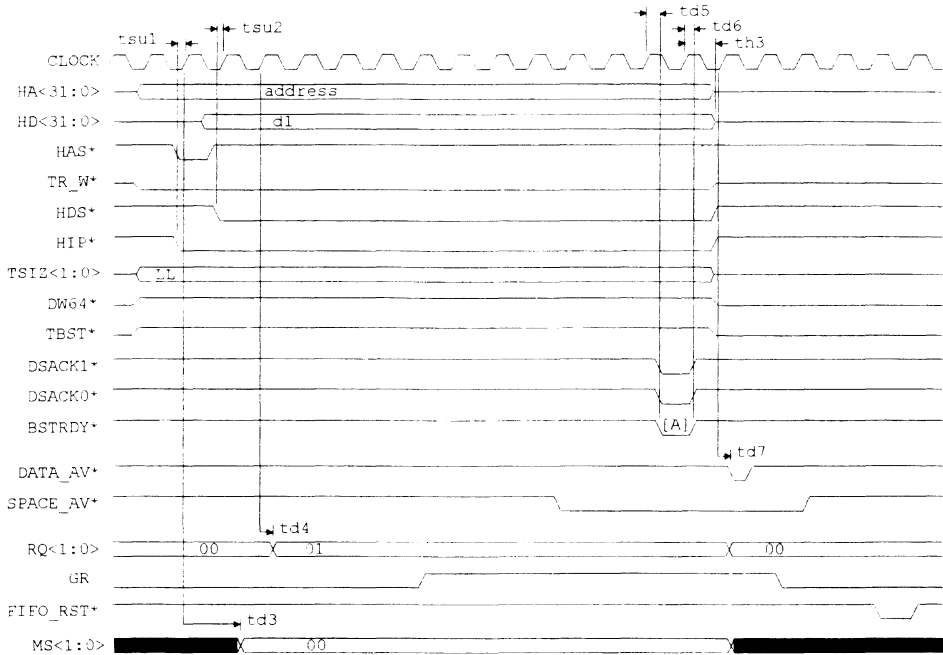 tsu1 tsu2 td5
td6
th3
CLOCK
HA<31:0> address
HD<31:0> d1
HAS*
TR_W*
HDS*
HIP*
TSIZ<1:0> LL
DW64*
TBST*
DSACK1*
DSACK0*
BSTRDY* [A]
td7
DATA_AV*
SPACE_AV*
td4
RQ<1:0> 00 01 00
GR
FIFO_RST*
td3
MS<1:0> 00